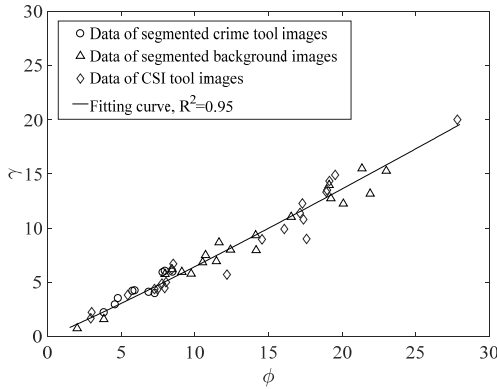 30
25
20
15
10
5
0
γ
Data of segmented crime tool images
Data of segmented background images
Data of CSI tool images
Fitting curve, R²=0.95
0 5 10 15 20 25 30
ϕ